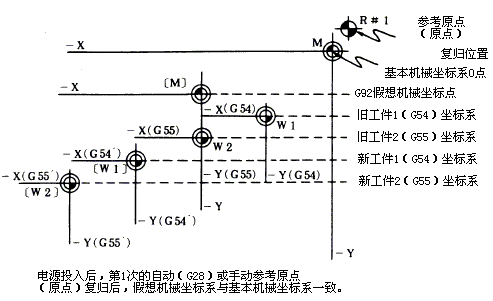 R#1
参考原点
(原点)
M
复归位置
-X
基本机械坐标系0点
[M]
G92假想机械坐标点
-X
-X(G54)
旧工件1(G54)坐标系
W1
-X(G55)
旧工件2(G55)坐标系
W2
-X(G54')
新工件1(G54)坐标系
[W1]
-X(G55')
-Y(G55)
-Y(G54)
新工件2(G55)坐标系
[W2]
-Y
-Y(G54')
-Y(G55')
-Y
电源投入后,第1次的自动(G28)或手动参考原点
(原点)复归后,假想机械坐标系与基本机械坐标系一致。